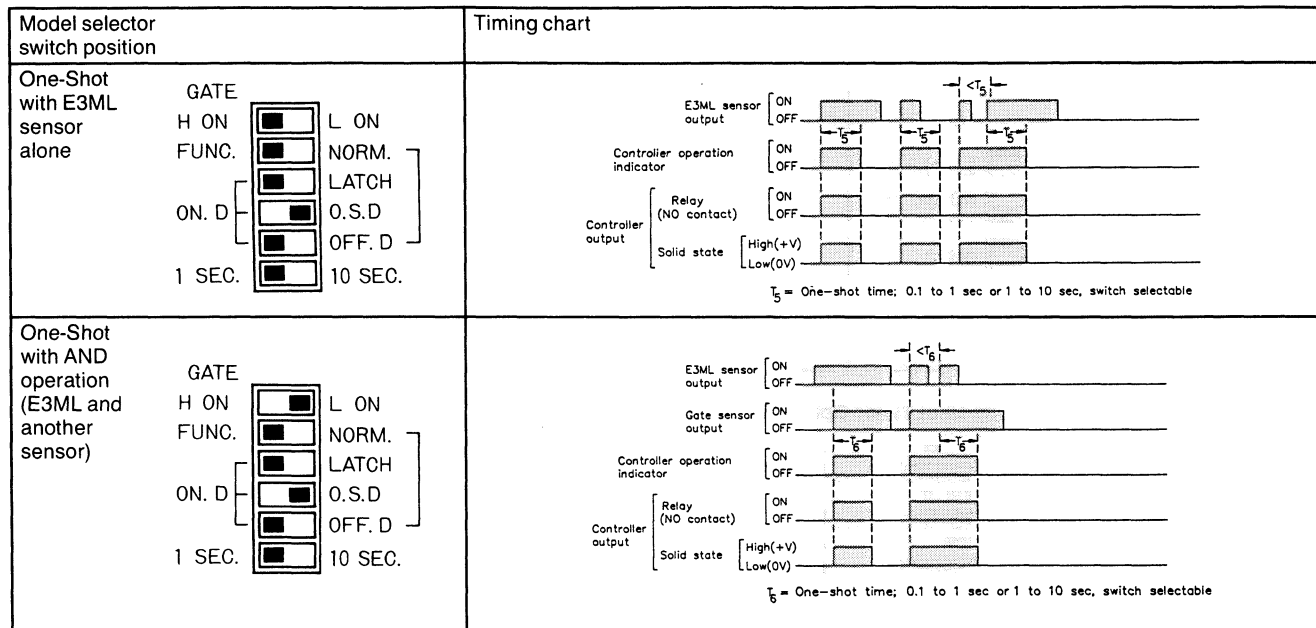 Model selector
switch position
Timing chart
One-Shot
with E3ML
sensor
alone
GATE
H ON
L ON
FUNC.
NORM.
LATCH
ON. D
O.S.D
OFF. D
1 SEC.
10 SEC.
<T5
E3ML sensor
output
ON
OFF
T5
T5
T5
Controller operation
indicator
ON
OFF
Controller
output
Relay
(NO contact)
ON
OFF
Solid state
High(+V)
Low(0V)
T5 = One-shot time; 0.1 to 1 sec or 1 to 10 sec, switch selectable
One-Shot
with AND
operation
(E3ML and
another
sensor)
GATE
H ON
L ON
FUNC.
NORM.
LATCH
ON. D
O.S.D
OFF. D
1 SEC.
10 SEC.
<T6
E3ML sensor
output
ON
OFF
Gate sensor
output
ON
OFF
T6
T6
Controller operation
indicator
ON
OFF
Controller
output
Relay
(NO contact)
ON
OFF
Solid state
High(+V)
Low(0V)
T6 = One-shot time; 0.1 to 1 sec or 1 to 10 sec, switch selectable